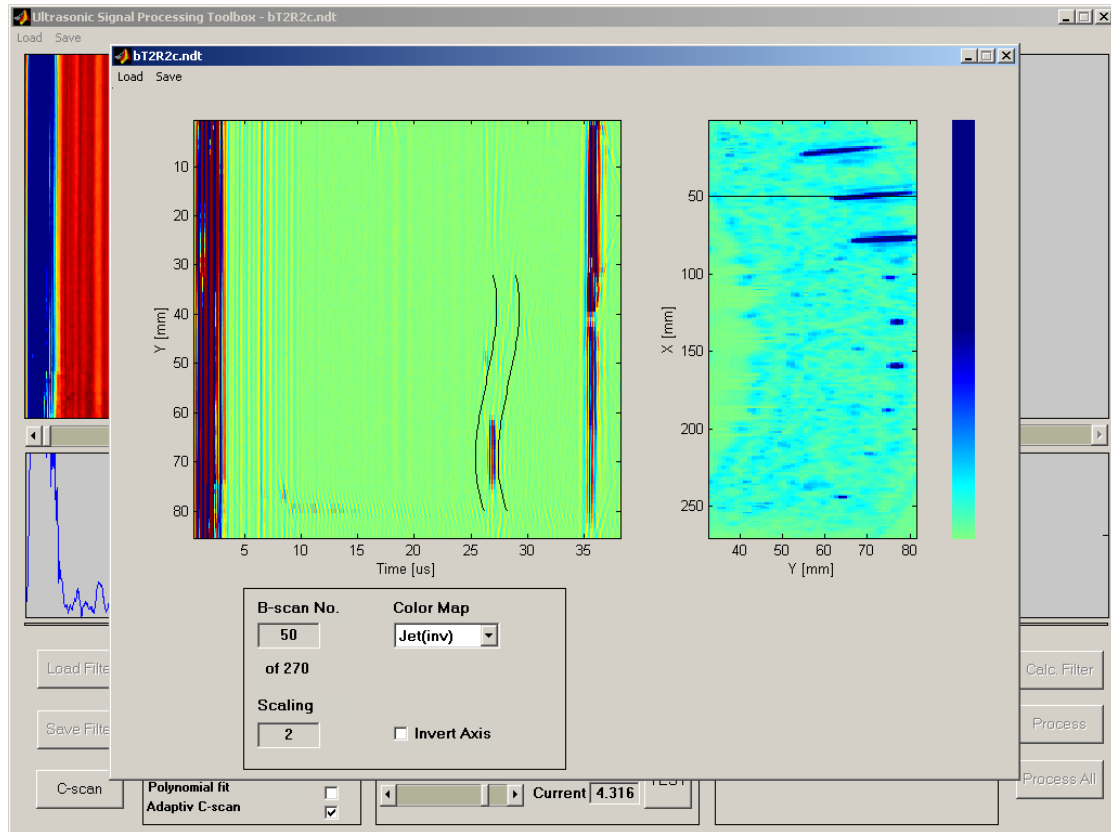 Ultrasonic Signal Processing Toolbox - bT2R2c.ndt
Load Save
bT2R2c.ndt
Load Save
10
20
30
40
50
60
70
80
Y [mm]
5 10 15 20 25 30 35
Time [us]
50
100
150
200
250
X [mm]
40 50 60 70 80
Y [mm]
B-scan No.
50
of 270
Color Map
Jet(inv)
Scaling
2
Invert Axis
Load Filte
Save Filte
C-scan
Calc. Filter
Process
Process All
Polynomial fit
Adaptiv C-scan
Current 4.316